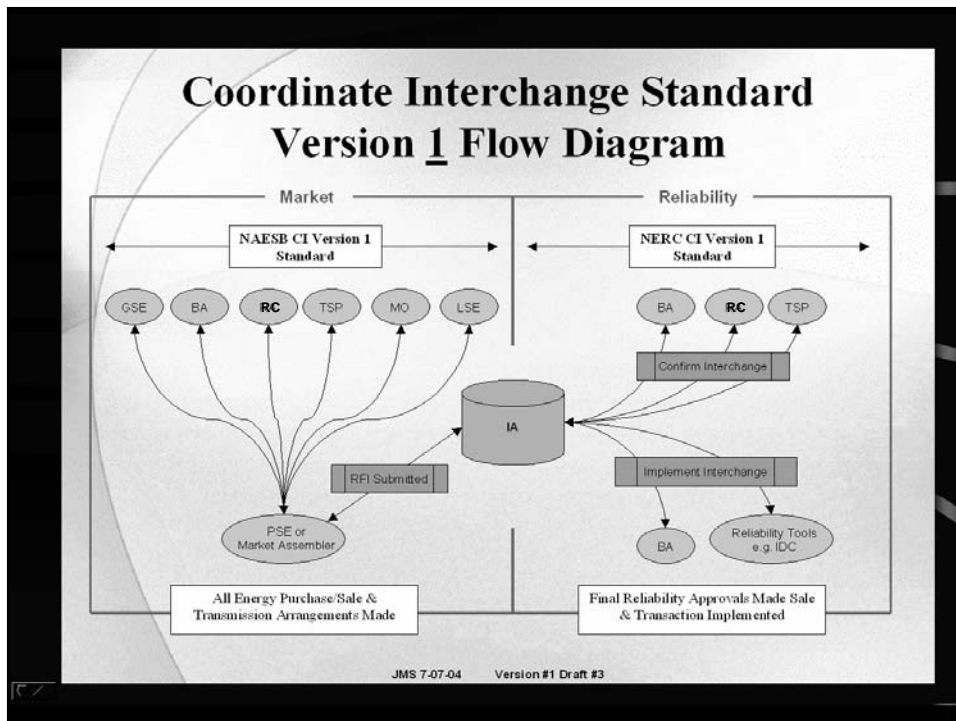 Coordinate Interchange Standard
Version 1 Flow Diagram
Market
Reliability
NAESB CI Version 1
Standard
NERC CI Version 1
Standard
GSE
BA
RC
TSP
MO
LSE
BA
RC
TSP
Confirm Interchange
IA
RFI Submitted
Implement Interchange
PSE or
Market Assembler
BA
Reliability Tools
e.g. IDC
All Energy Purchase/Sale &
Transmission Arrangements Made
Final Reliability Approvals Made Sale
& Transaction Implemented
JMS 7-07-04 Version #1 Draft #3